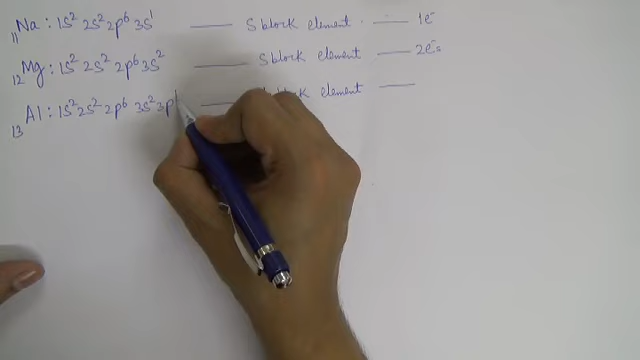 ₁₁Na : 1s² 2s² 2p⁶ 3s¹ —— S block element. —— 1e⁻
₁₂Mg : 1s² 2s² 2p⁶ 3s² —— S block element —— 2e⁻s
₁₃Al : 1s² 2s² 2p⁶ 3s² 3p¹ —— block element ——